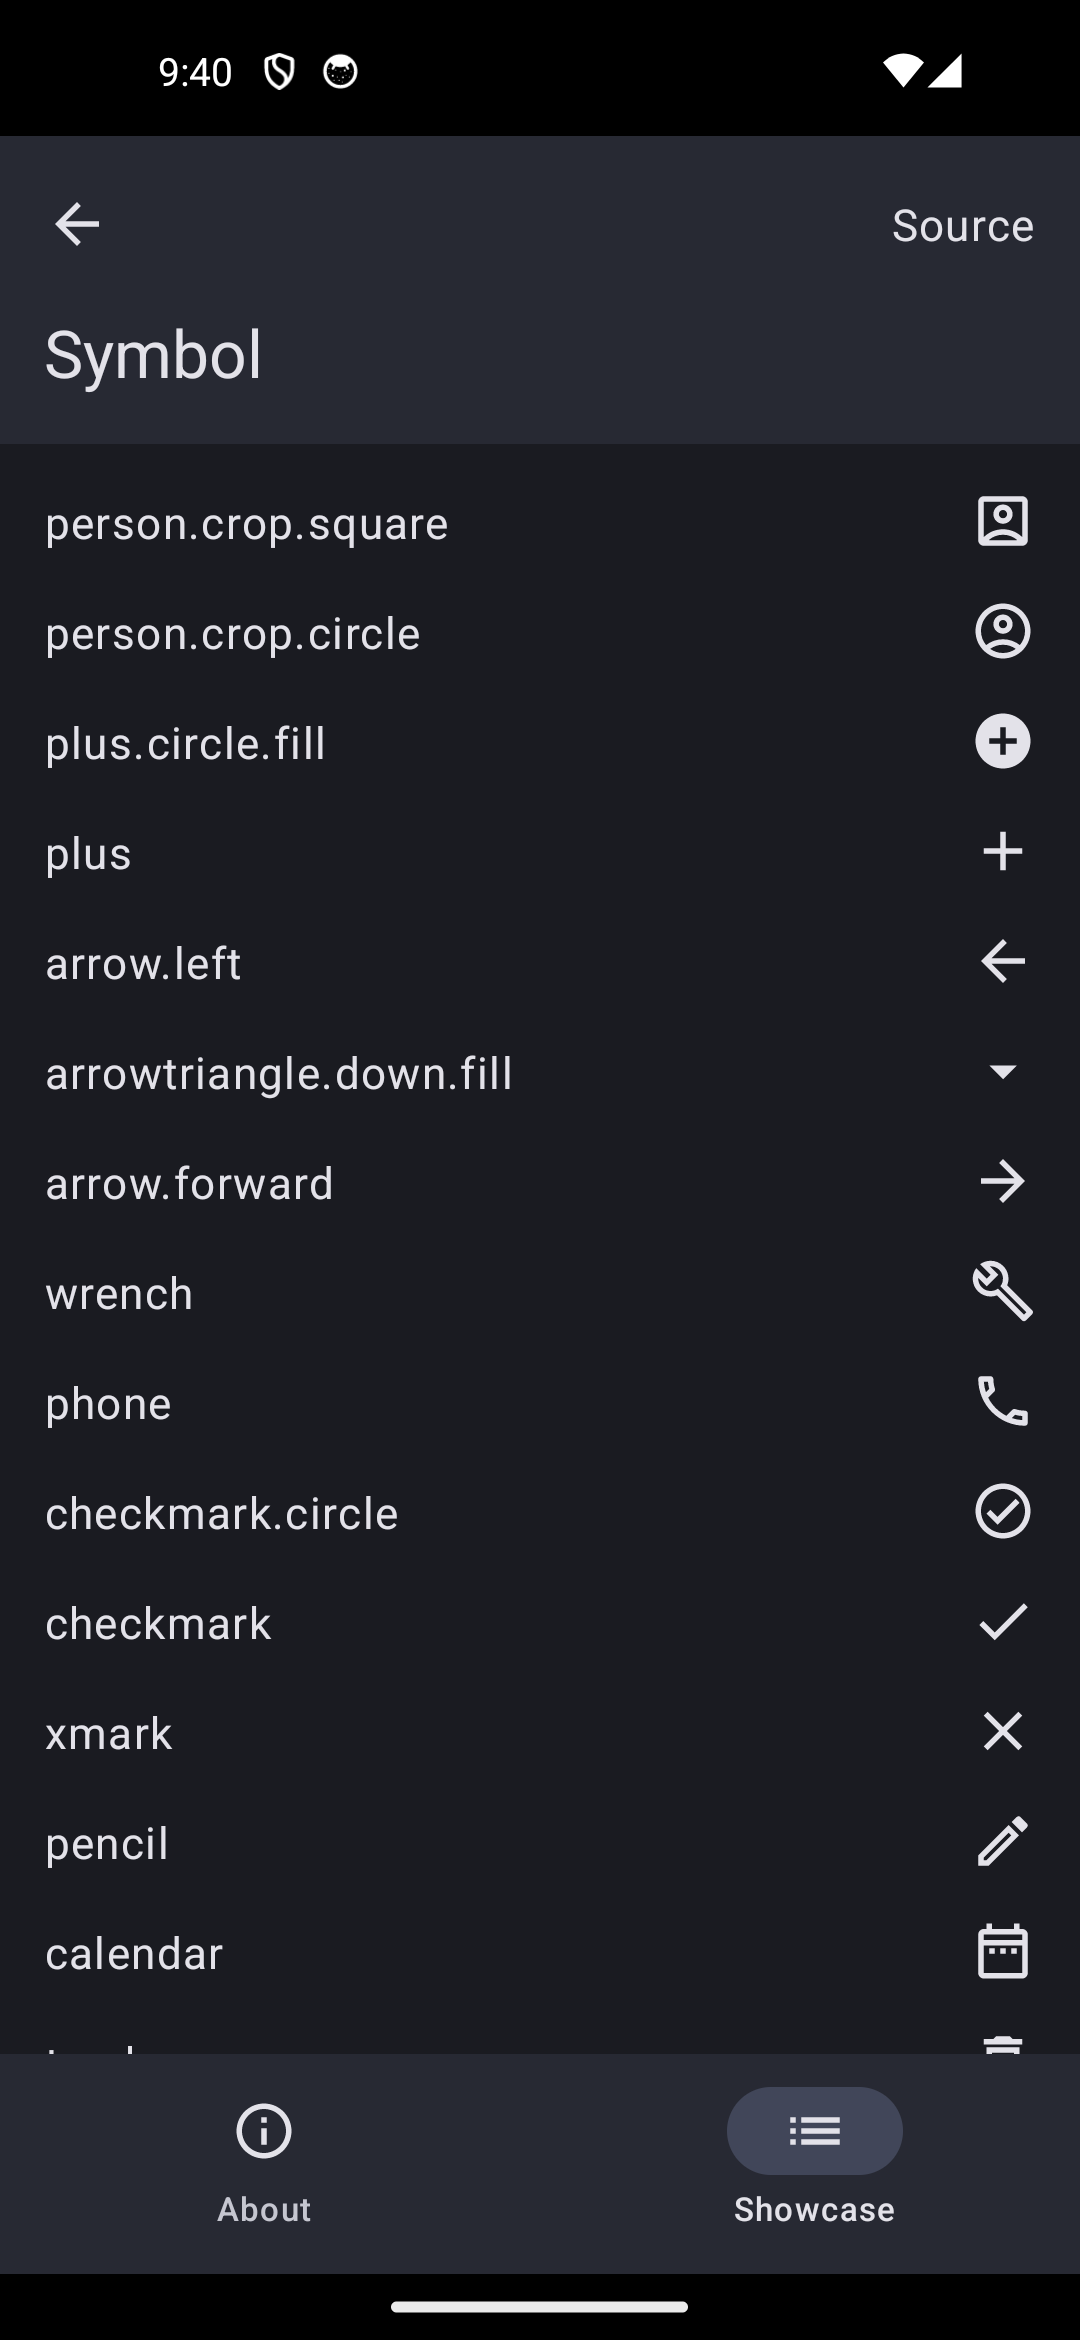 9:40
Source
Symbol
person.crop.square
person.crop.circle
plus.circle.fill
plus
arrow.left
arrowtriangle.down.fill
arrow.forward
wrench
phone
checkmark.circle
checkmark
xmark
pencil
calendar
About
Showcase